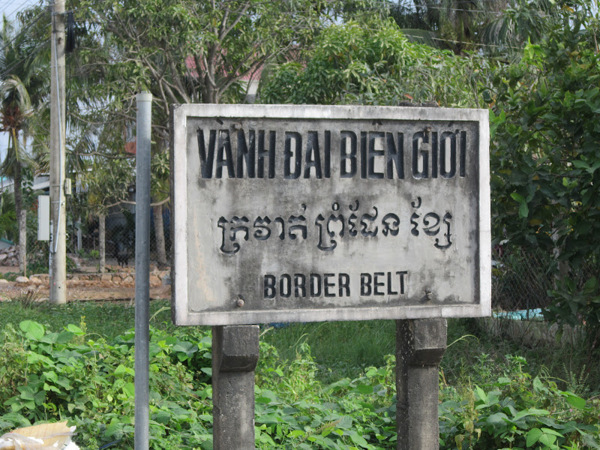 VÀNH ĐAI BIÊN GIỚI
ក្រវាត់ ព្រំដែន ខ្សែ
BORDER BELT